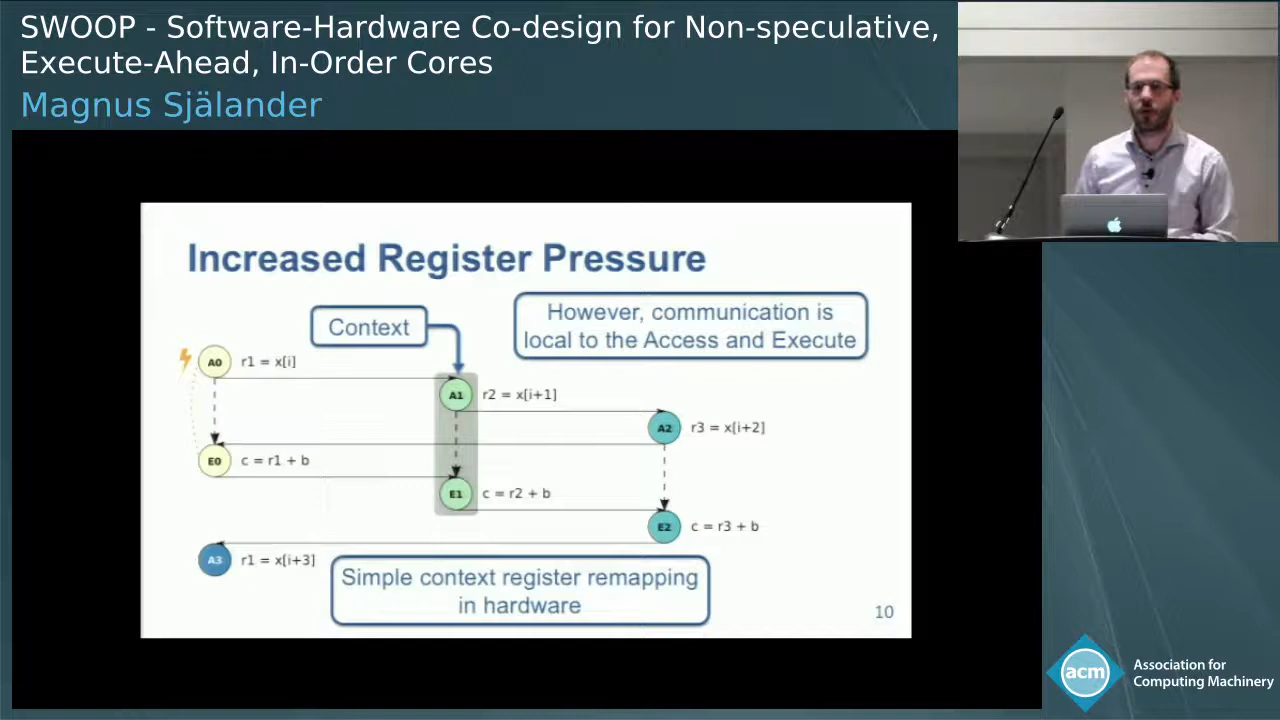 SWOOP - Software-Hardware Co-design for Non-speculative,
Execute-Ahead, In-Order Cores
Magnus Själander
Increased Register Pressure
Context
However, communication is
local to the Access and Execute
A0 r1 = x[i]
A1 r2 = x[i+1]
A2 r3 = x[i+2]
E0 c = r1 + b
E1 c = r2 + b
E2 c = r3 + b
A3 r1 = x[i+3]
Simple context register remapping
in hardware
10
acm
Association for
Computing Machinery